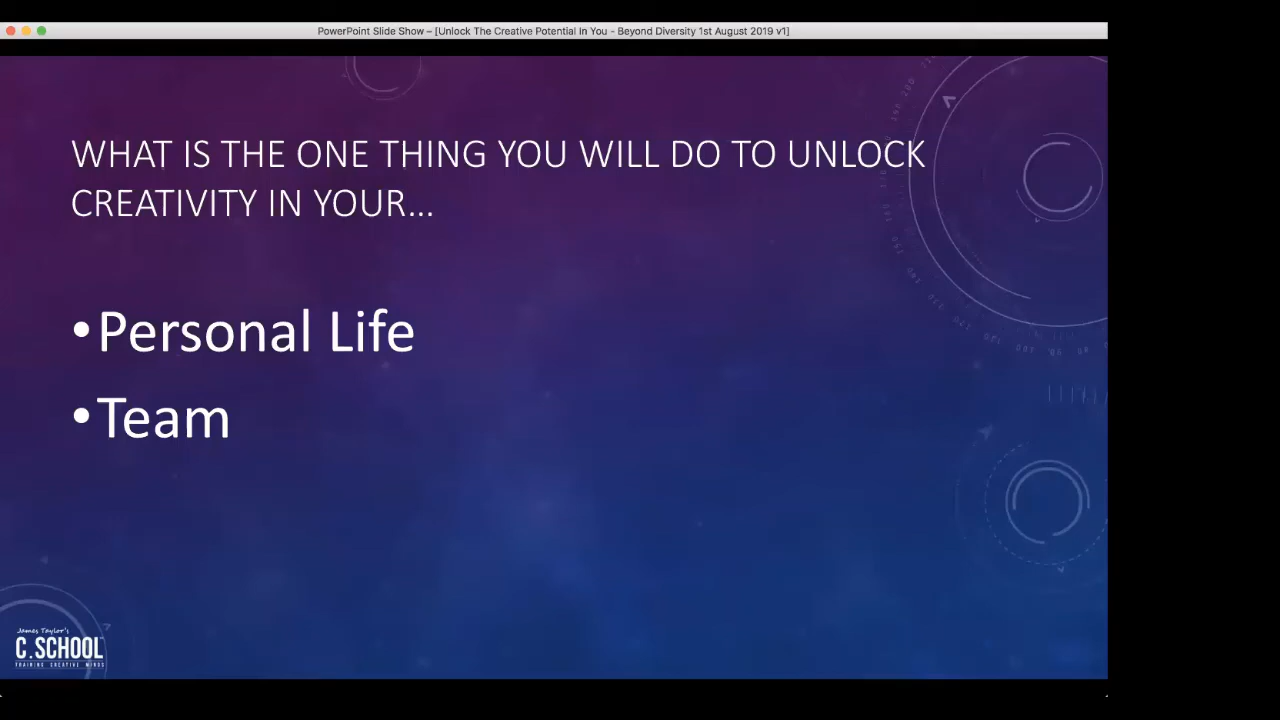 PowerPoint Slide Show – [Unlock The Creative Potential In You - Beyond Diversity 1st August 2019 v1]
WHAT IS THE ONE THING YOU WILL DO TO UNLOCK
CREATIVITY IN YOUR...
•Personal Life
•Team
James Taylor's
C.SCHOOL
TRAINING CREATIVE MINDS